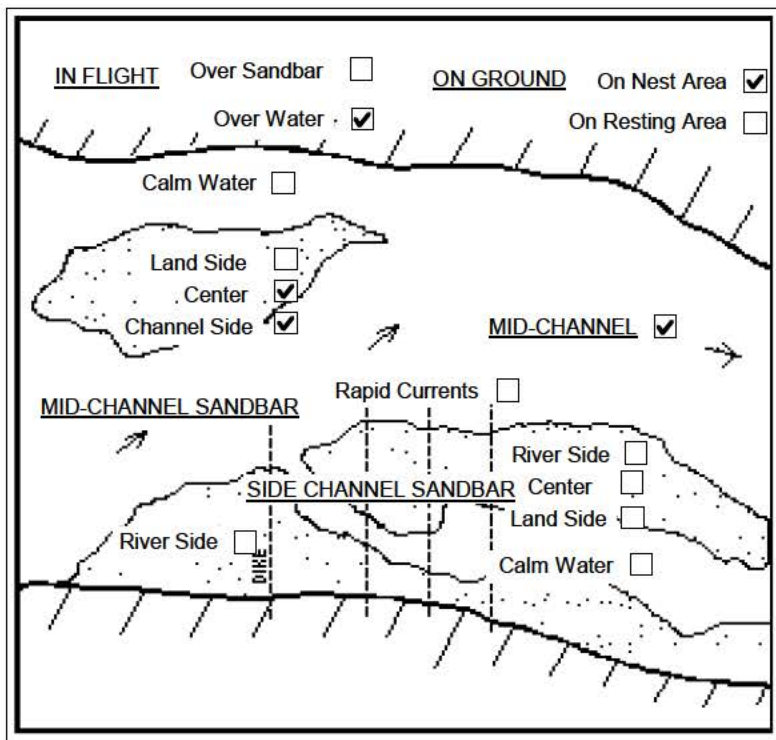 IN FLIGHT
Over Sandbar
Over Water
ON GROUND
On Nest Area
On Resting Area
Calm Water
Land Side
Center
Channel Side
MID-CHANNEL
MID-CHANNEL SANDBAR
Rapid Currents
River Side
SIDE CHANNEL SANDBAR
Center
Land Side
River Side
DIKE
Calm Water